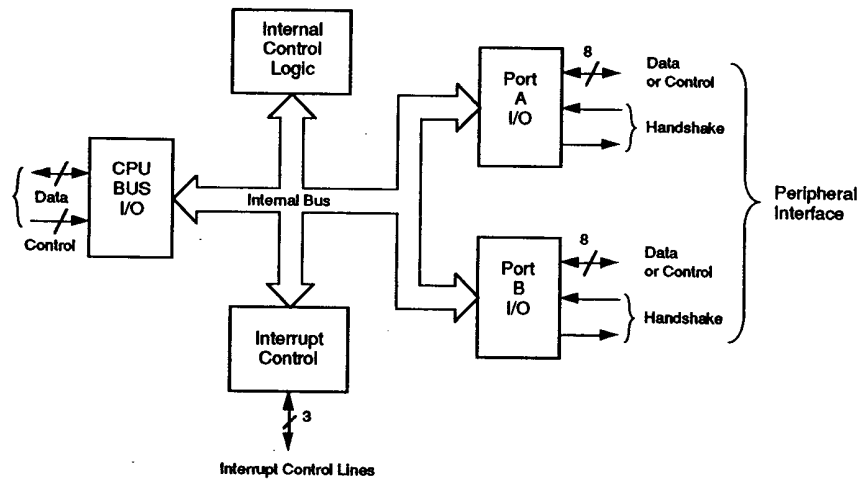 Internal
Control
Logic
CPU
BUS
I/O
Data
Control
Internal Bus
Interrupt
Control
3
Interrupt Control Lines
Port
A
I/O
8
Data
or Control
Handshake
Port
B
I/O
8
Data
or Control
Handshake
Peripheral
Interface